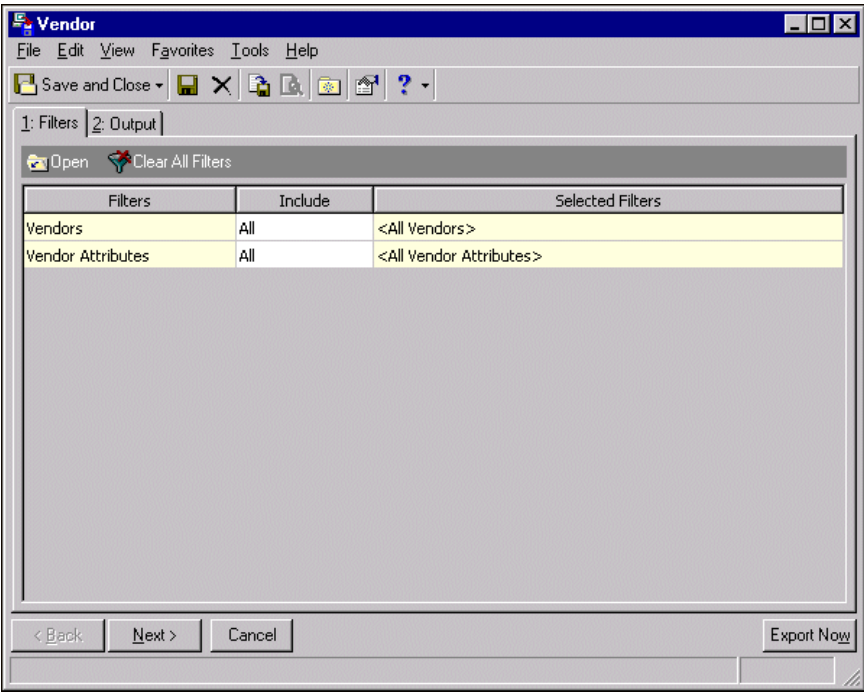 Vendor
File Edit View Favorites Tools Help
Save and Close ?
1: Filters 2: Output
Open Clear All Filters
Filters Include Selected Filters
Vendors All <All Vendors>
Vendor Attributes All <All Vendor Attributes>
< Back Next > Cancel Export Now